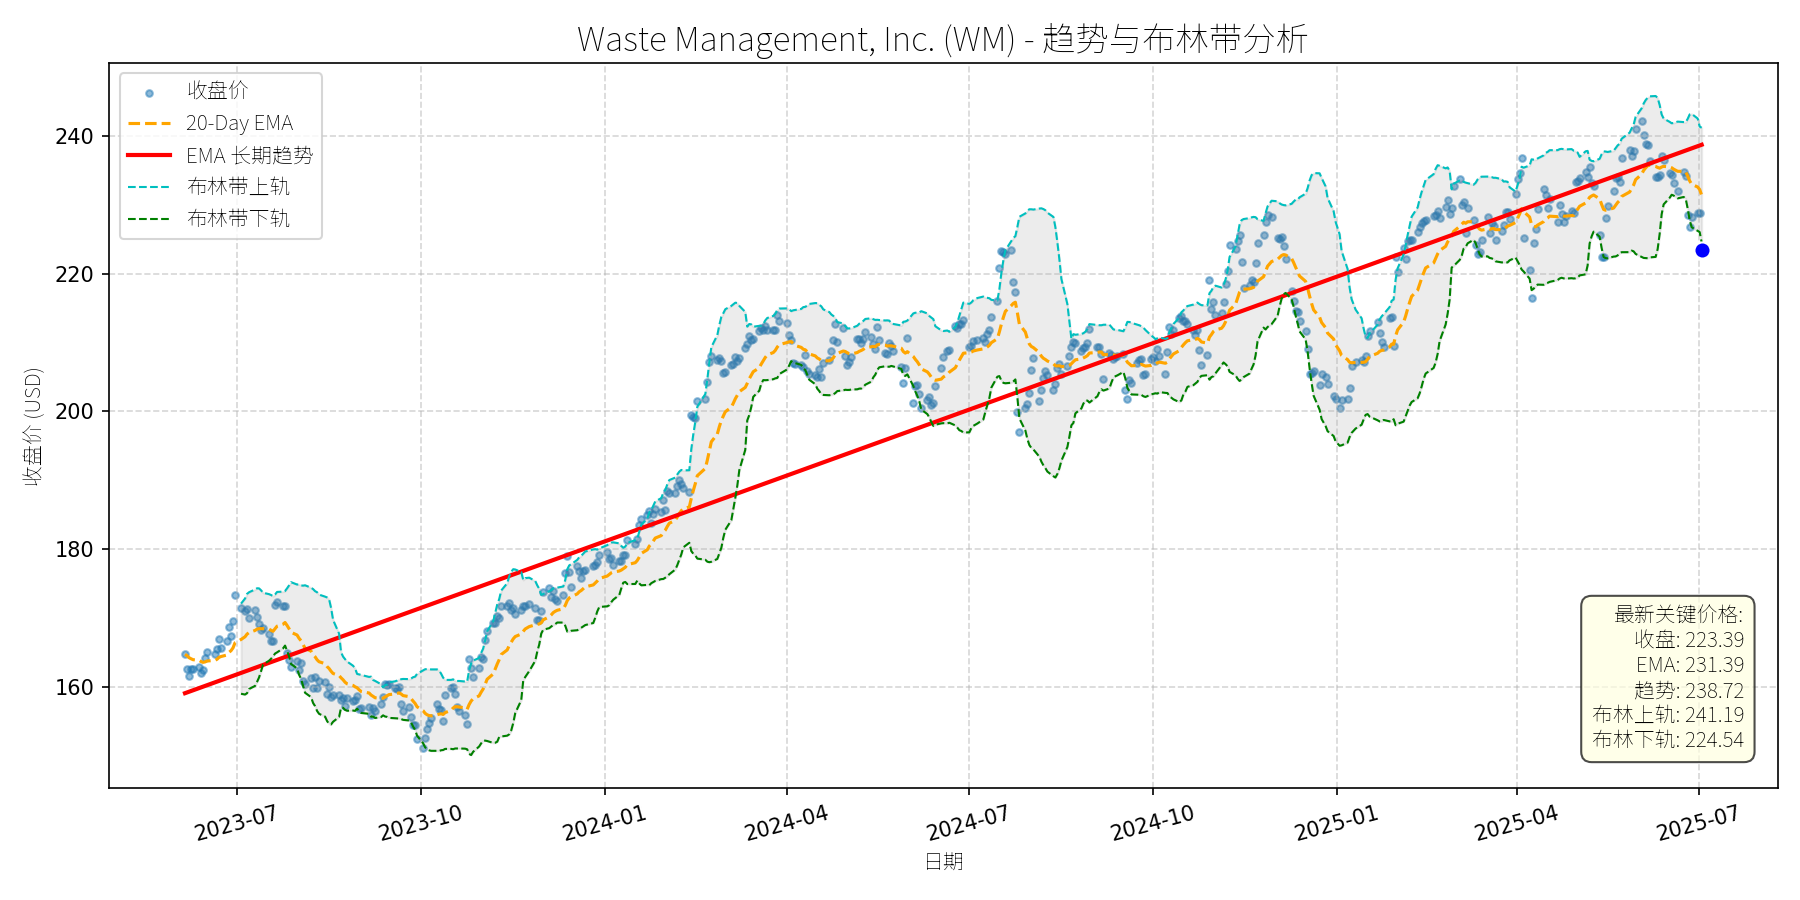 Waste Management, Inc. (WM) - 趋势与布林带分析
收盘价
20-Day EMA
EMA 长期趋势
布林带上轨
布林带下轨
240
220
200
180
160
收盘价 (USD)
最新关键价格:
收盘: 223.39
EMA: 231.39
趋势: 238.72
布林上轨: 241.19
布林下轨: 224.54
2023-07
2023-10
2024-01
2024-04
2024-07
2024-10
2025-01
2025-04
2025-07
日期